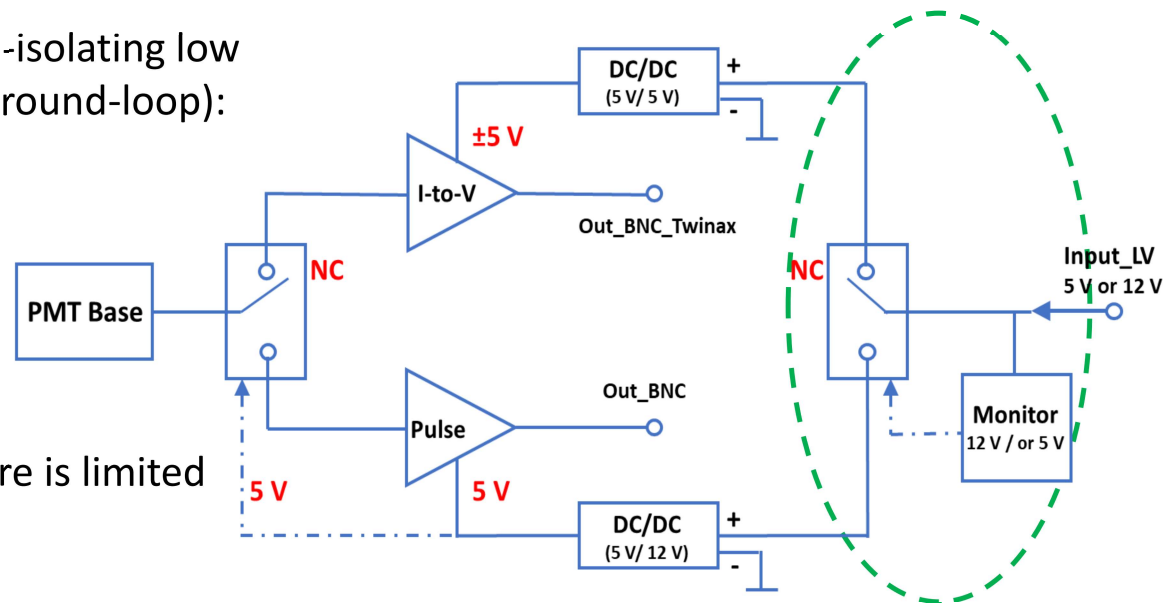 -isolating low
round-loop):
DC/DC
(5 V/ 5 V)
+
-
±5 V
I-to-V
Out_BNC_Twinax
NC
NC
Input_LV
5 V or 12 V
PMT Base
Out_BNC
Pulse
Monitor
12 V / or 5 V
re is limited
5 V
5 V
DC/DC
(5 V/ 12 V)
+
-